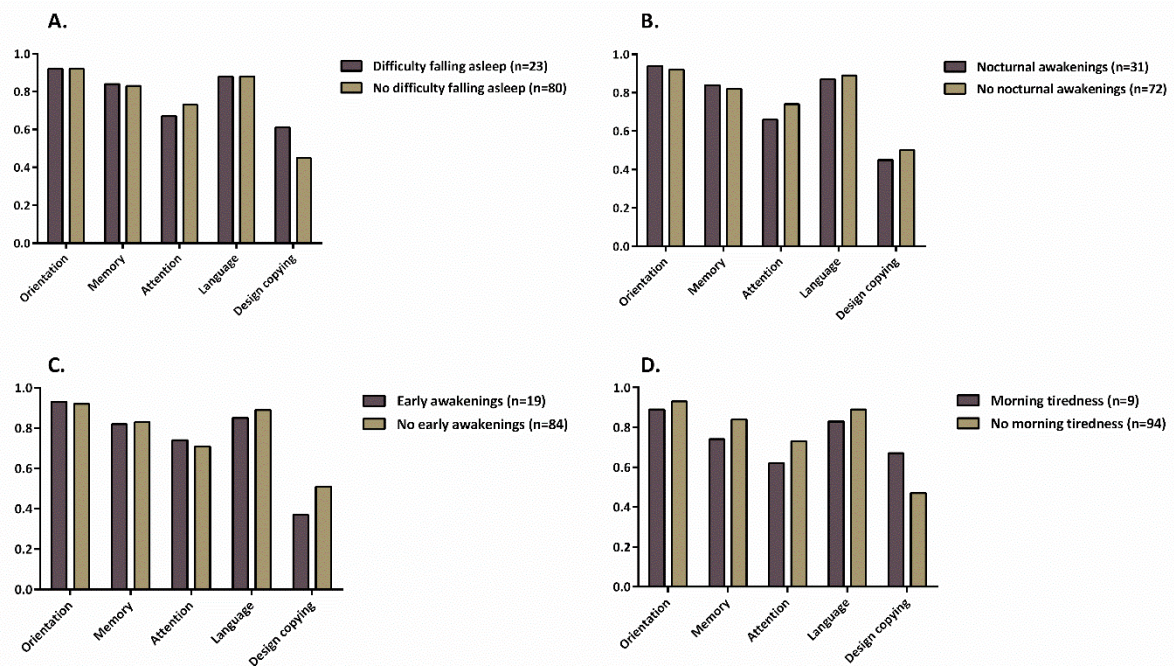 A.
1.0
0.8
0.6
0.4
0.2
0.0
Orientation
Memory
Attention
Language
Design copying
Difficulty falling asleep (n=23)
No difficulty falling asleep (n=80)
B.
1.0
0.8
0.6
0.4
0.2
0.0
Orientation
Memory
Attention
Language
Design copying
Nocturnal awakenings (n=31)
No nocturnal awakenings (n=72)
C.
1.0
0.8
0.6
0.4
0.2
0.0
Orientation
Memory
Attention
Language
Design copying
Early awakenings (n=19)
No early awakenings (n=84)
D.
1.0
0.8
0.6
0.4
0.2
0.0
Orientation
Memory
Attention
Language
Design copying
Morning tiredness (n=9)
No morning tiredness (n=94)